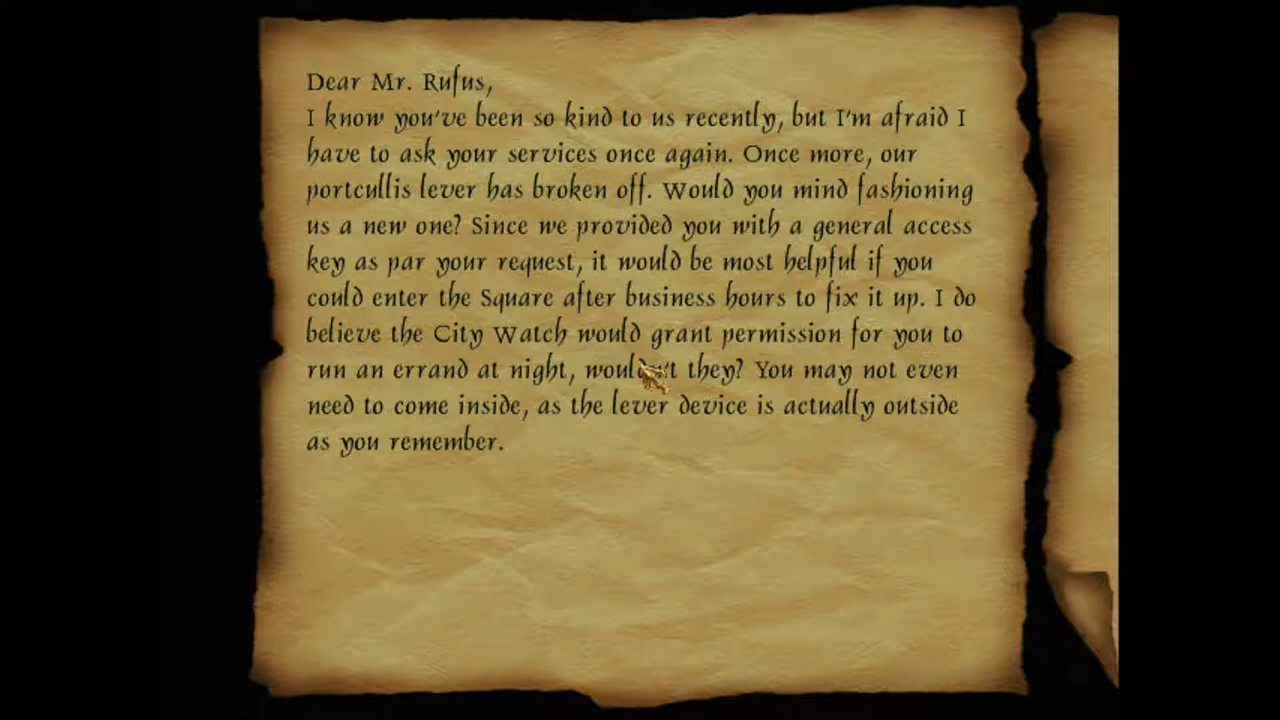 Dear Mr. Rufus,
I know you've been so kind to us recently, but I'm afraid I
have to ask your services once again. Once more, our
portcullis lever has broken off. Would you mind fashioning
us a new one? Since we provided you with a general access
key as par your request, it would be most helpful if you
could enter the Square after business hours to fix it up. I do
believe the City Watch would grant permission for you to
run an errand at night, wouldn't they? You may not even
need to come inside, as the lever device is actually outside
as you remember.